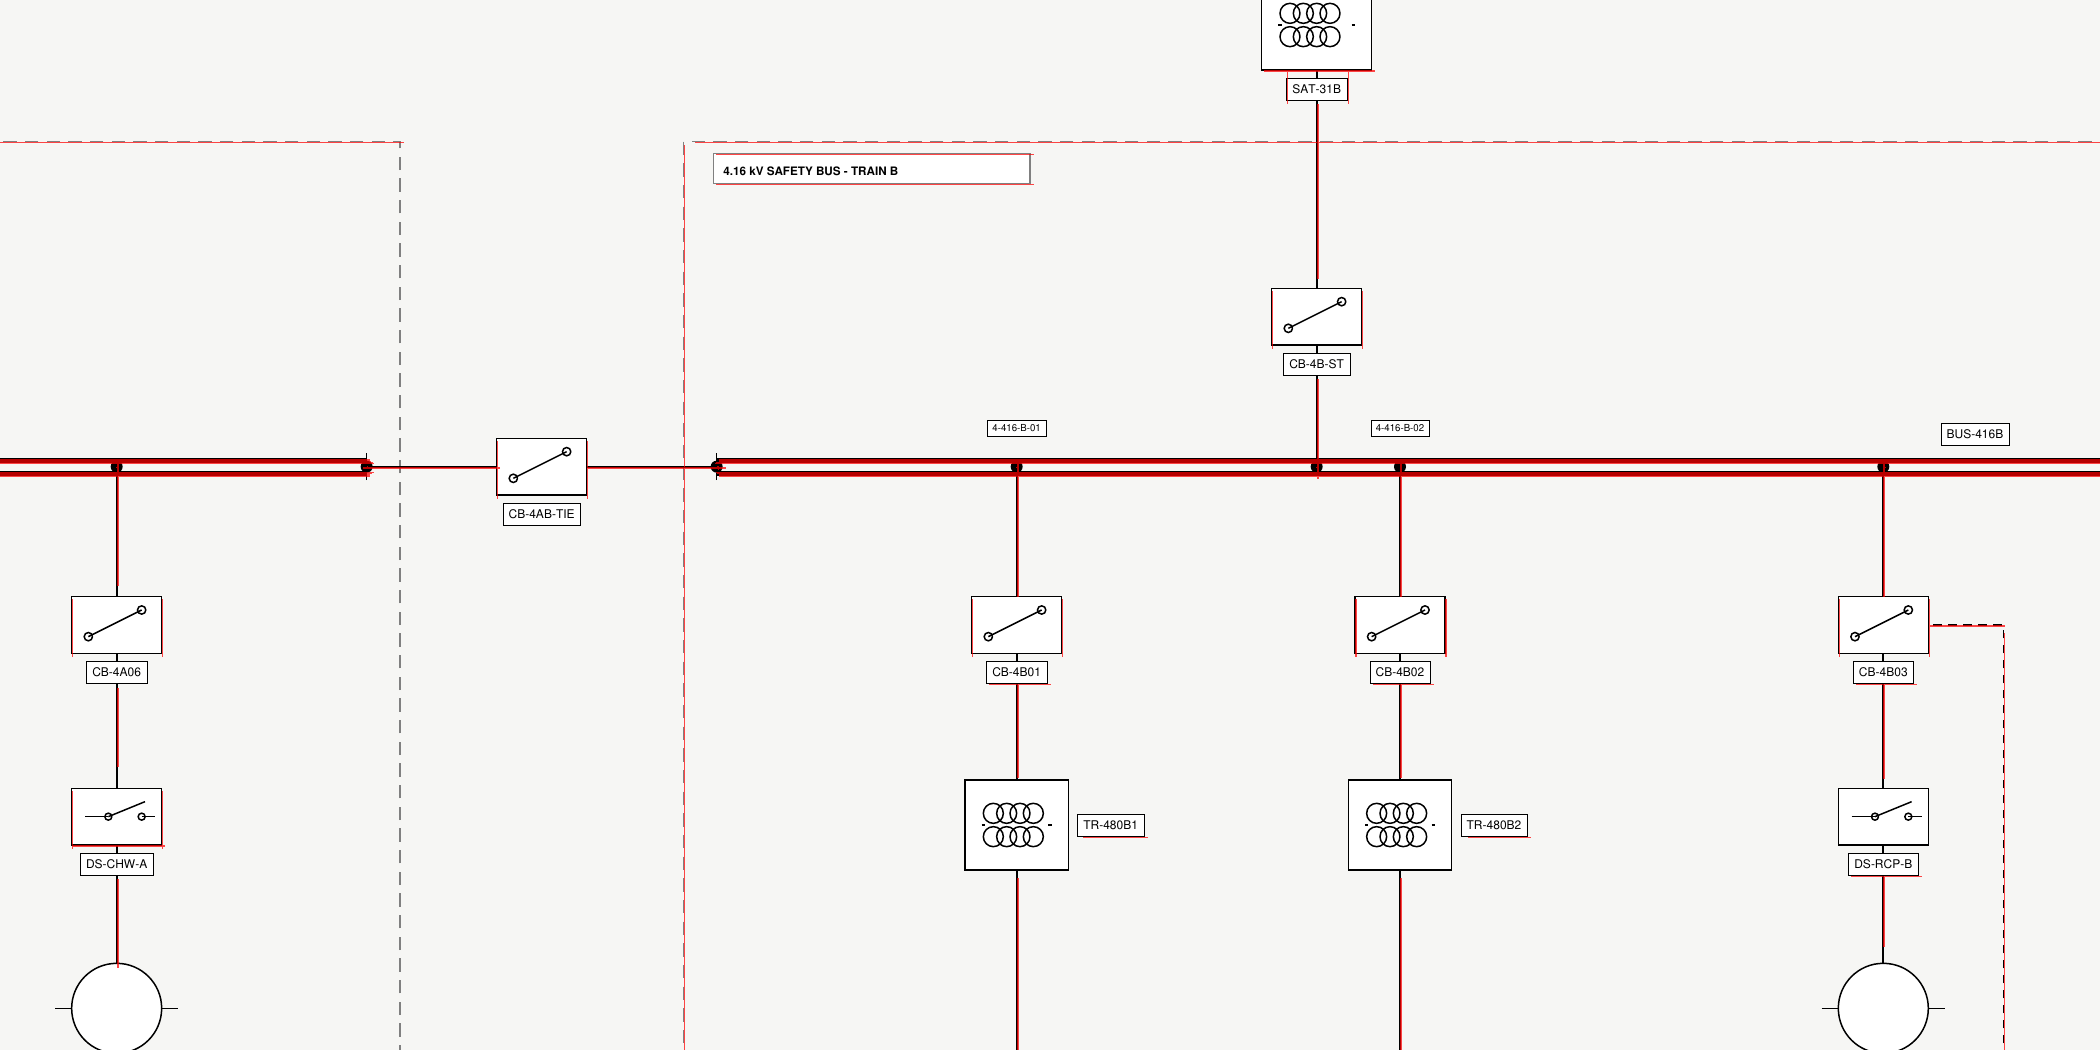 SAT-31B
4.16 kV SAFETY BUS - TRAIN B
CB-4B-ST
4-416-B-01
4-416-B-02
BUS-416B
CB-4AB-TIE
CB-4A06
CB-4B01
CB-4B02
CB-4B03
TR-480B1
TR-480B2
DS-CHW-A
DS-RCP-B